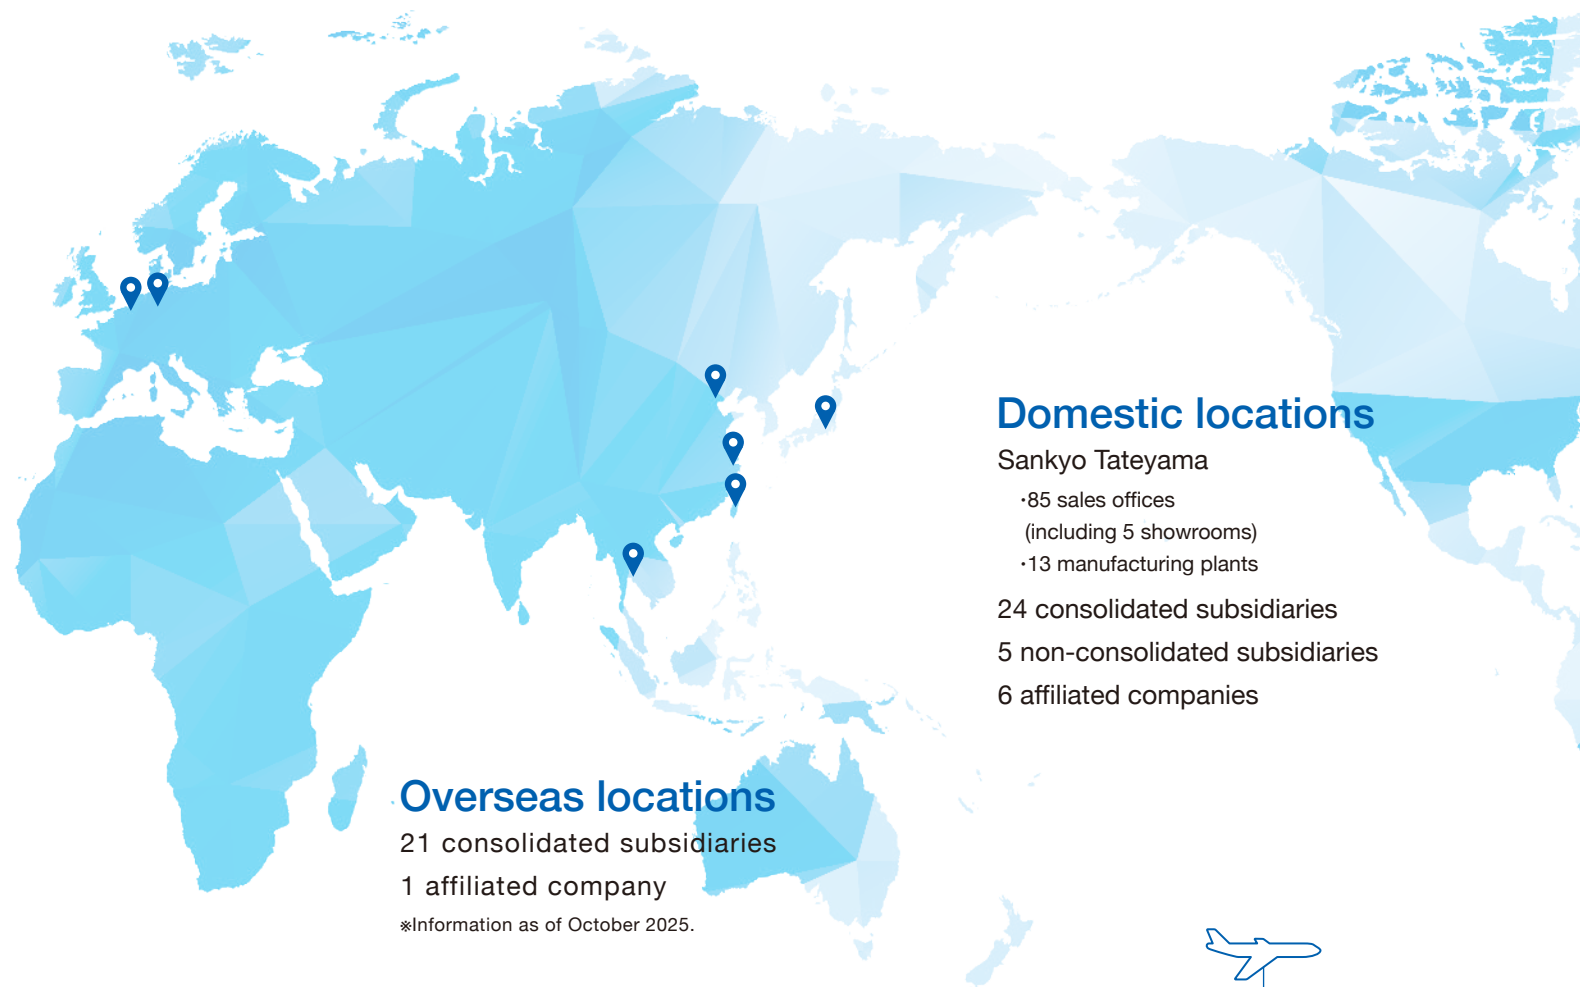 Domestic locations
Sankyo Tateyama
・85 sales offices
(including 5 showrooms)
・13 manufacturing plants
24 consolidated subsidiaries
5 non-consolidated subsidiaries
6 affiliated companies
Overseas locations
21 consolidated subsidiaries
1 affiliated company
※Information as of October 2025.